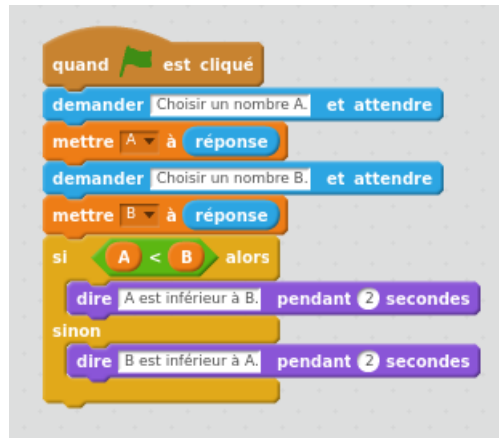 quand est cliqué
demander Choisir un nombre A. et attendre
mettre A à réponse
demander Choisir un nombre B. et attendre
mettre B à réponse
si A < B alors
dire A est inférieur à B. pendant 2 secondes
sinon
dire B est inférieur à A. pendant 2 secondes